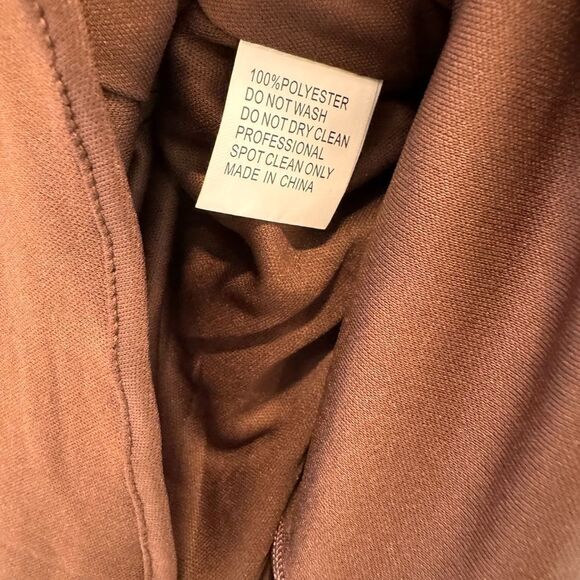 100%POLYESTER
DO NOT WASH
DO NOT DRY CLEAN
PROFESSIONAL
SPOT CLEAN ONLY
MADE IN CHINA